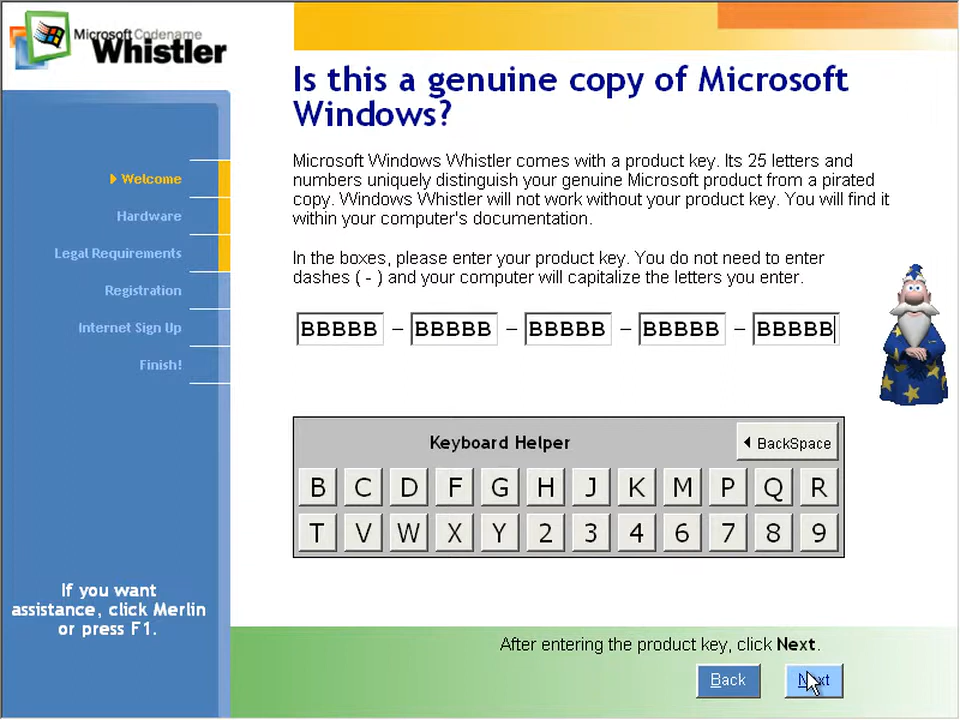 Microsoft Codename
Whistler
Is this a genuine copy of Microsoft
Windows?
Microsoft Windows Whistler comes with a product key. Its 25 letters and
numbers uniquely distinguish your genuine Microsoft product from a pirated
copy. Windows Whistler will not work without your product key. You will find it
within your computer's documentation.
In the boxes, please enter your product key. You do not need to enter
dashes ( - ) and your computer will capitalize the letters you enter.
BBBBB – BBBBB – BBBBB – BBBBB – BBBBB
Welcome
Hardware
Legal Requirements
Registration
Internet Sign Up
Finish!
Keyboard Helper
BackSpace
B C D F G H J K M P Q R
T V W X Y 2 3 4 6 7 8 9
If you want
assistance, click Merlin
or press F1.
After entering the product key, click Next.
Back Next